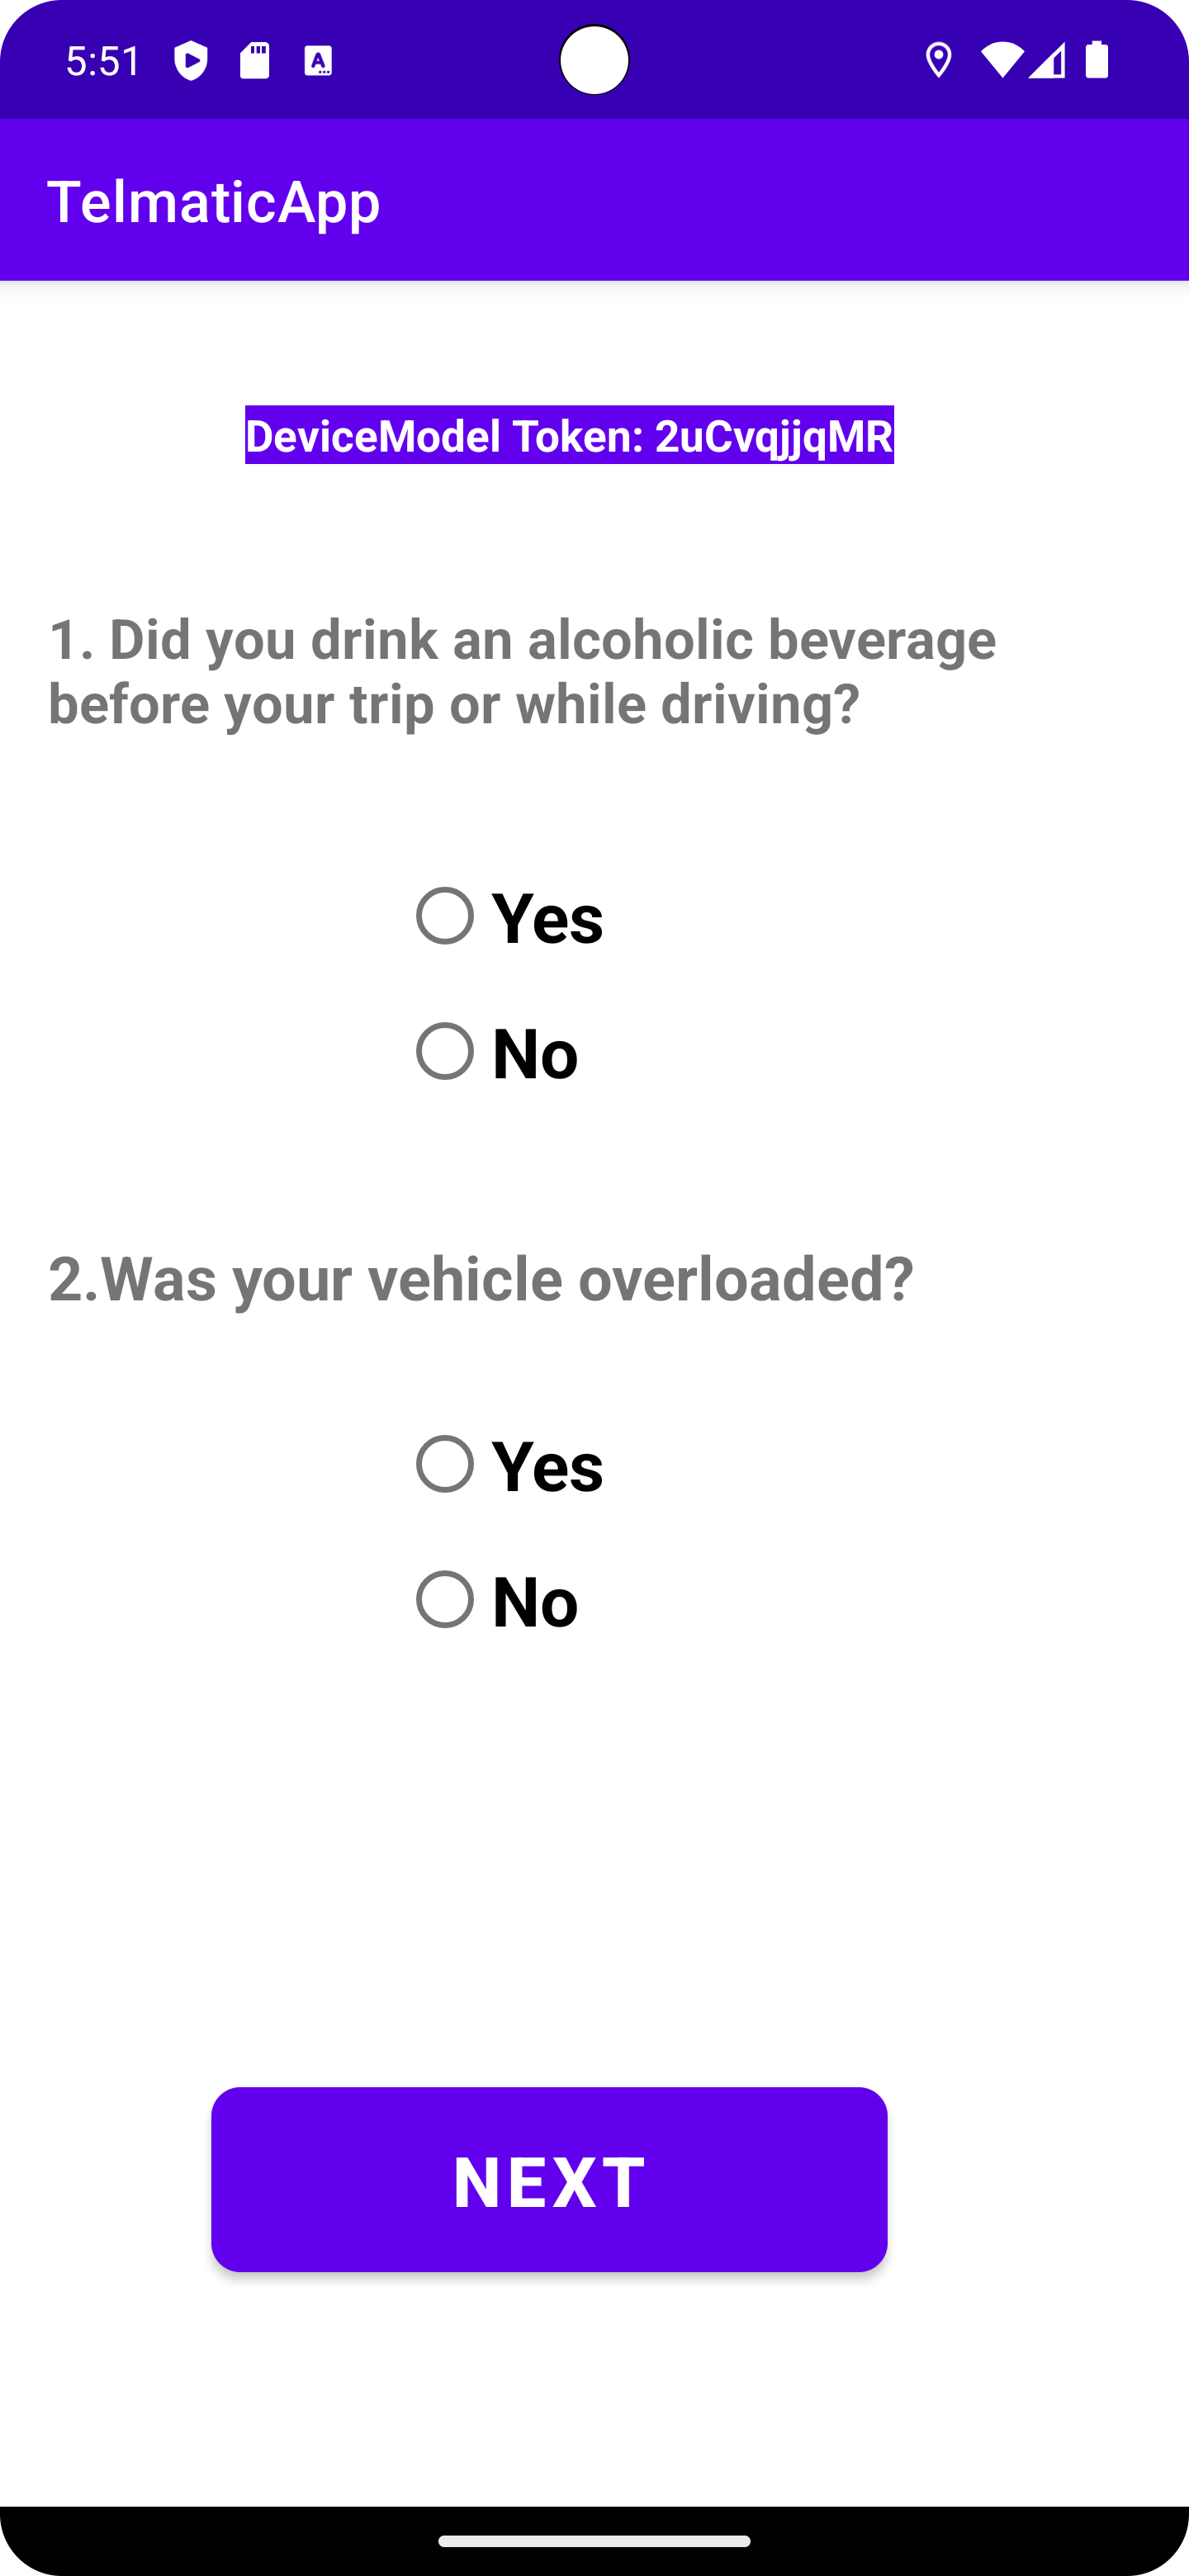 5:51
TelmaticApp
DeviceModel Token: 2uCvqjjqMR
1. Did you drink an alcoholic beverage
before your trip or while driving?
Yes
No
2.Was your vehicle overloaded?
Yes
No
NEXT